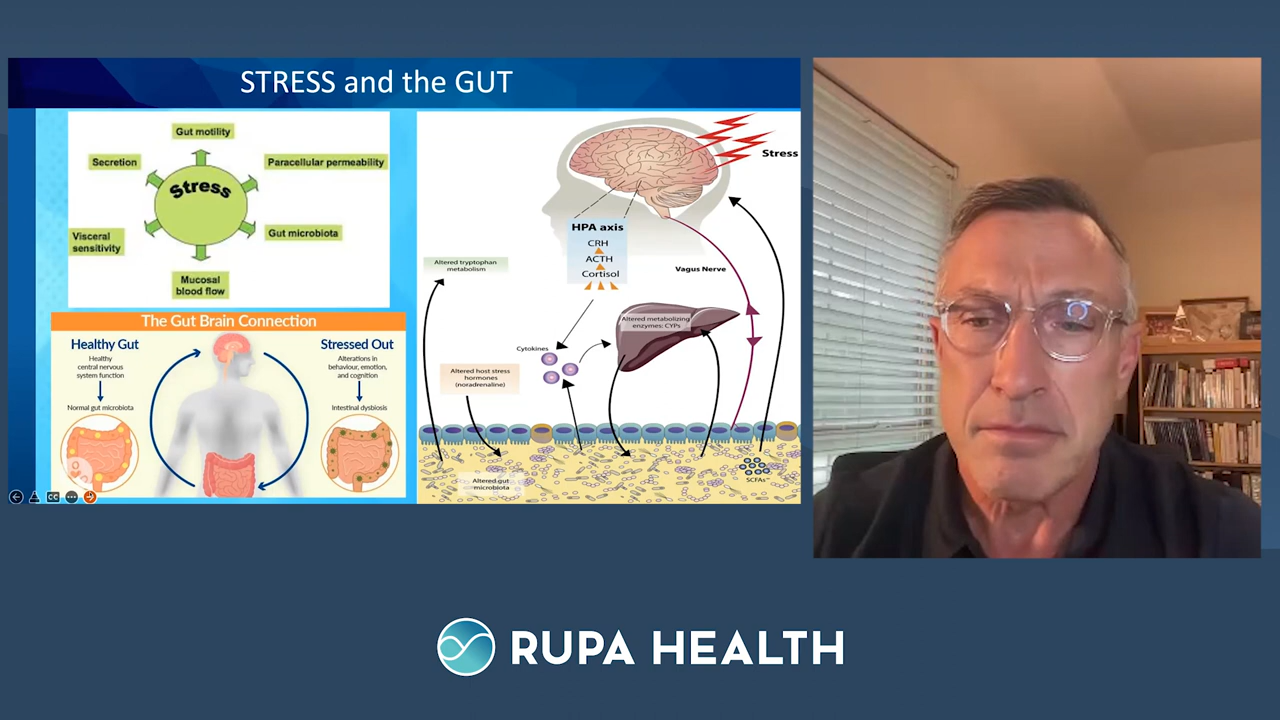 STRESS and the GUT
Gut motility
Secretion
Paracellular permeability
Stress
Visceral
sensitivity
Gut microbiota
Mucosal
blood flow
The Gut Brain Connection
Healthy Gut
Healthy
central nervous
system function
Normal gut microbiota
Stressed Out
Alterations in
behaviour, emotion,
and cognition
Intestinal dysbiosis
CC
Stress
HPA axis
CRH
ACTH
Cortisol
Vagus Nerve
Altered tryptophan
metabolism
Altered metabolizing
enzymes: CYPs
Cytokines
Altered host stress
hormones
(noradrenaline)
Altered gut
microbiota
SCFAs
RUPA HEALTH